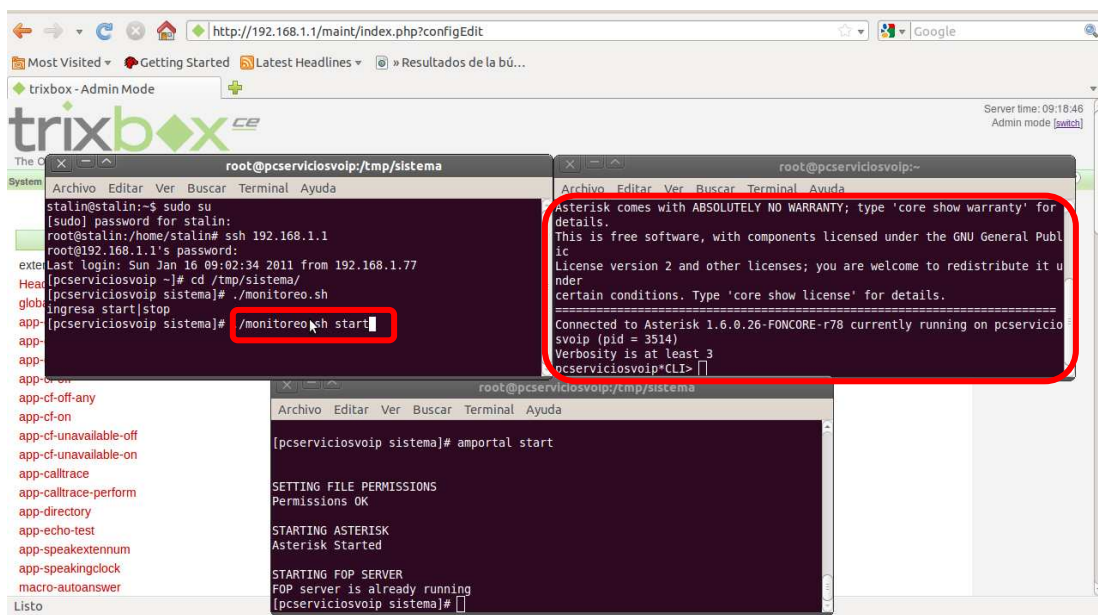 http://192.168.1.1/maint/index.php?configEdit
Google
Most Visited
Getting Started
Latest Headlines
» Resultados de la bú...
trixbox - Admin Mode
trixbox CE
Server time: 09:18:46
Admin mode [switch]
The O
System
root@pcserviciosvoip:/tmp/sistema
Archivo Editar Ver Buscar Terminal Ayuda
stalin@stalin:~$ sudo su
[sudo] password for stalin:
root@stalin:/home/stalin# ssh 192.168.1.1
root@192.168.1.1's password:
Last login: Sun Jan 16 09:02:34 2011 from 192.168.1.77
[pcserviciosvoip ~]# cd /tmp/sistema/
[pcserviciosvoip sistema]# ./monitoreo.sh
ingresa start|stop
[pcserviciosvoip sistema]# ./monitoreo.sh start
root@pcserviciosvoip:~
Archivo Editar Ver Buscar Terminal Ayuda
Asterisk comes with ABSOLUTELY NO WARRANTY; type 'core show warranty' for
details.
This is free software, with components licensed under the GNU General Publ
ic
License version 2 and other licenses; you are welcome to redistribute it u
nder
certain conditions. Type 'core show license' for details.
=========================================================================
Connected to Asterisk 1.6.0.26-FONCORE-r78 currently running on pcservicio
svoip (pid = 3514)
Verbosity is at least 3
pcserviciosvoip*CLI>
root@pcserviciosvoip:/tmp/sistema
Archivo Editar Ver Buscar Terminal Ayuda
[pcserviciosvoip sistema]# amportal start
SETTING FILE PERMISSIONS
Permissions OK
STARTING ASTERISK
Asterisk Started
STARTING FOP SERVER
FOP server is already running
[pcserviciosvoip sistema]#
exter
Head
globa
app-
app-
app-
app-cf-off
app-cf-off-any
app-cf-on
app-cf-unavailable-off
app-cf-unavailable-on
app-calltrace
app-calltrace-perform
app-directory
app-echo-test
app-speakextennum
app-speakingclock
macro-autoanswer
Listo